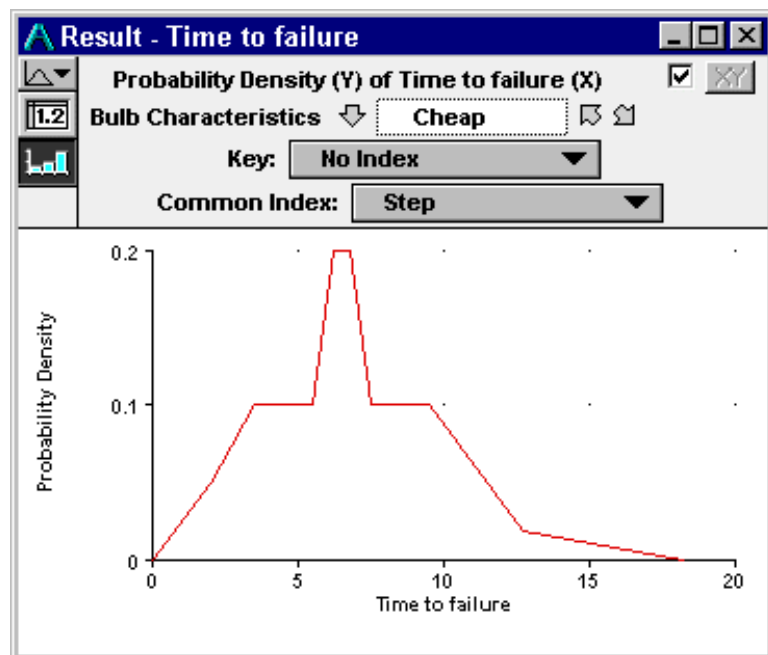 Result - Time to failure
Probability Density (Y) of Time to failure (X)
XY
1.2
Bulb Characteristics
Cheap
Key:
No Index
Common Index:
Step
0.2
0.1
0
Probability Density
0
5
10
15
20
Time to failure